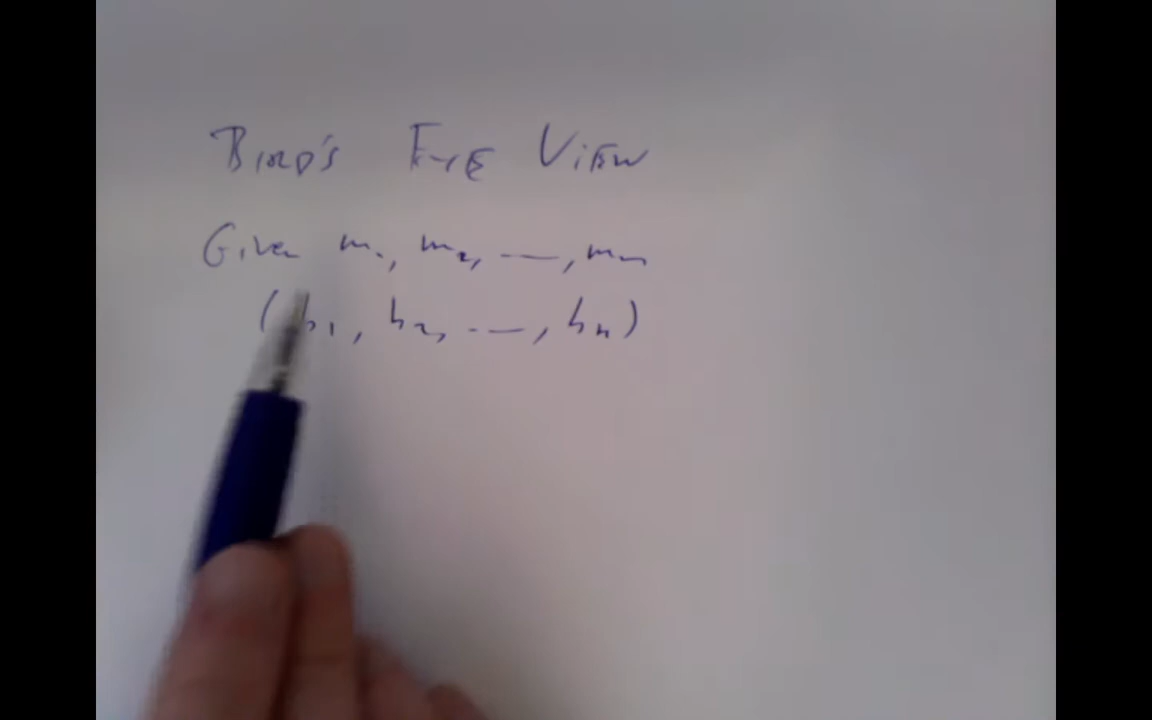 BIRD'S EYE VIEW
Given m₁, m₂, —, mₙ
(b₁, b₂, ..—, bₙ)